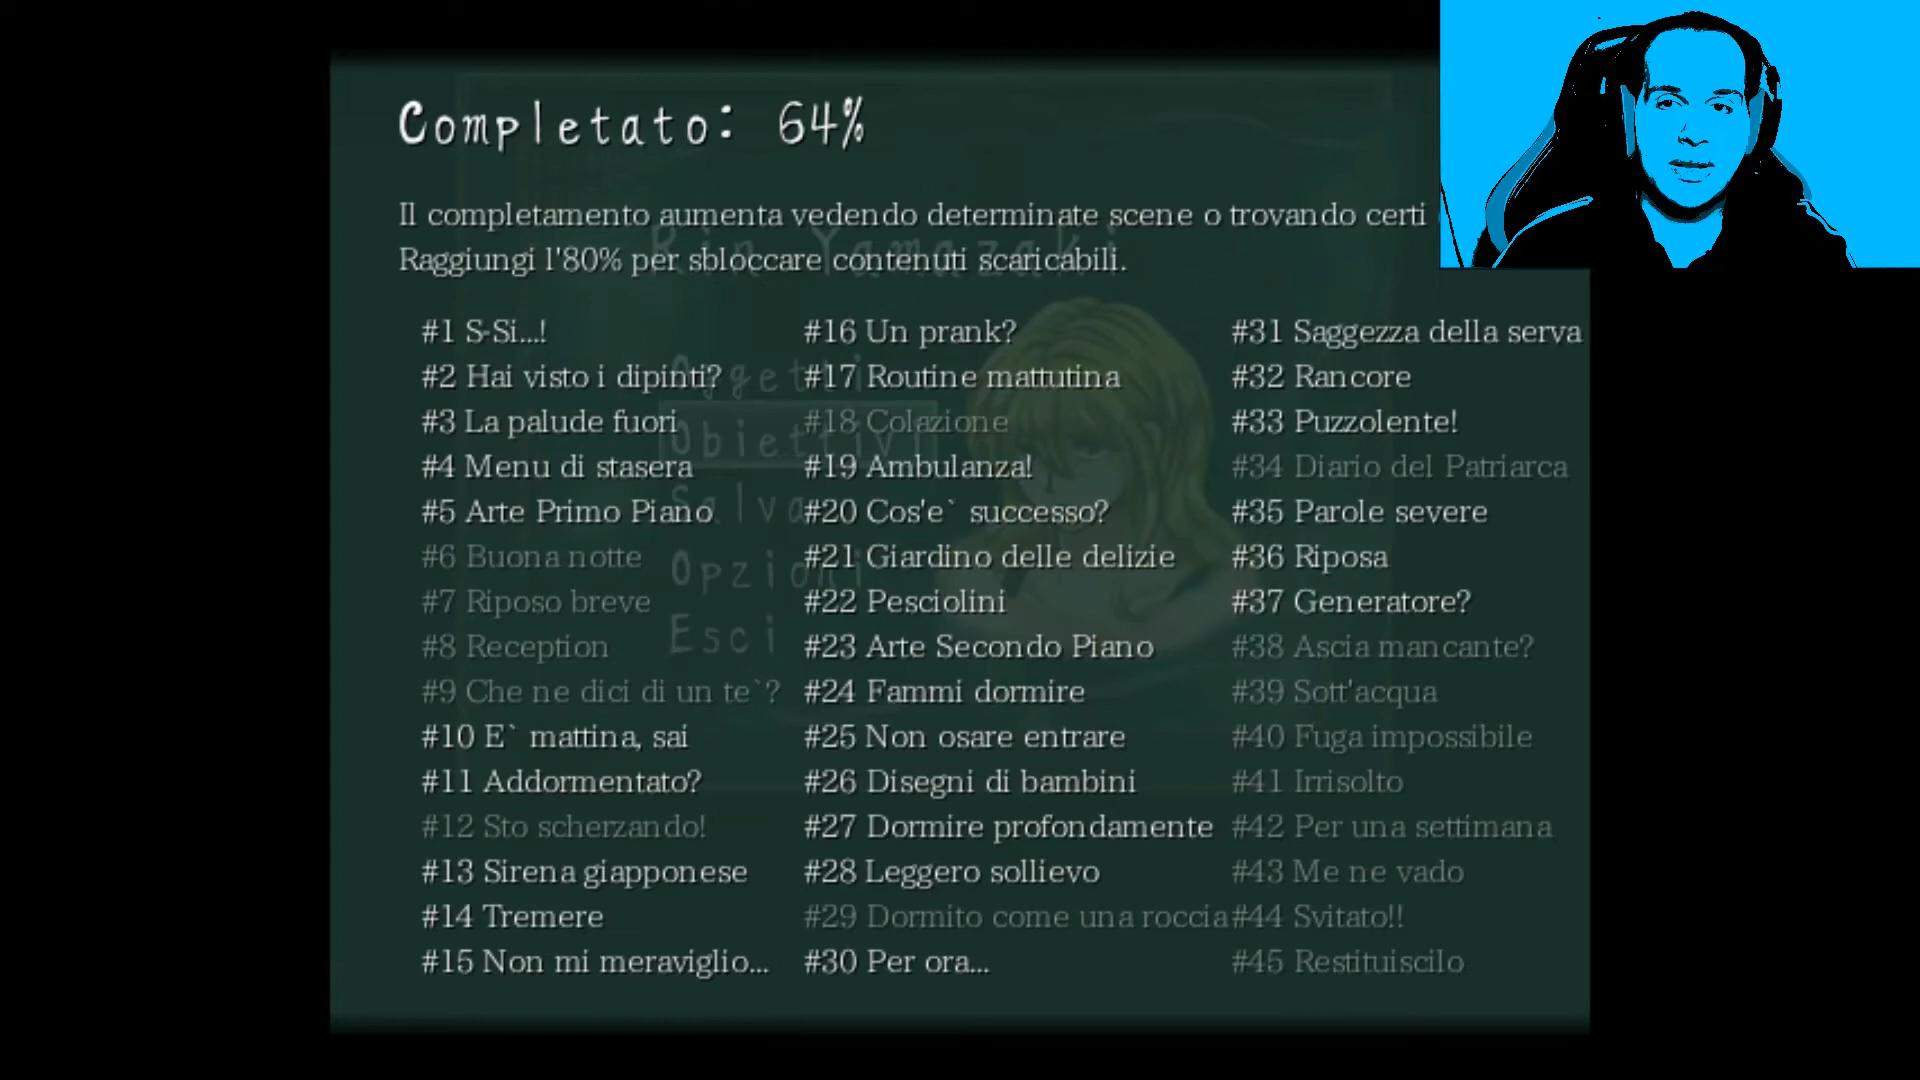 Completato: 64%
Il completamento aumenta vedendo determinate scene o trovando certi
Raggiungi l'80% per sbloccare contenuti scaricabili.
Rin Yamazaki
Oggetti
Obiettivi
Salva
Opzioni
Esci
#1 S-Si...!
#2 Hai visto i dipinti?
#3 La palude fuori
#4 Menu di stasera
#5 Arte Primo Piano
#6 Buona notte
#7 Riposo breve
#8 Reception
#9 Che ne dici di un te`?
#10 E` mattina, sai
#11 Addormentato?
#12 Sto scherzando!
#13 Sirena giapponese
#14 Tremere
#15 Non mi meraviglio...
#16 Un prank?
#17 Routine mattutina
#18 Colazione
#19 Ambulanza!
#20 Cos'e` successo?
#21 Giardino delle delizie
#22 Pesciolini
#23 Arte Secondo Piano
#24 Fammi dormire
#25 Non osare entrare
#26 Disegni di bambini
#27 Dormire profondamente
#28 Leggero sollievo
#29 Dormito come una roccia
#30 Per ora...
#31 Saggezza della serva
#32 Rancore
#33 Puzzolente!
#34 Diario del Patriarca
#35 Parole severe
#36 Riposa
#37 Generatore?
#38 Ascia mancante?
#39 Sott'acqua
#40 Fuga impossibile
#41 Irrisolto
#42 Per una settimana
#43 Me ne vado
#44 Svitato!!
#45 Restituiscilo